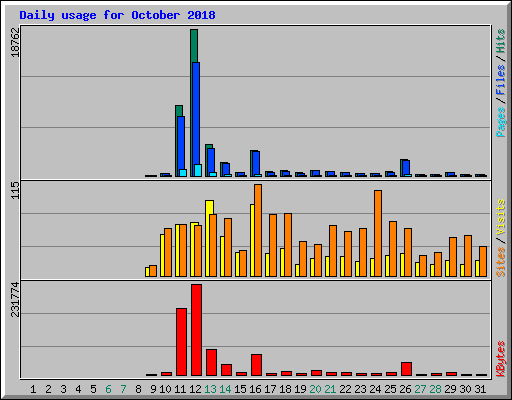 Daily usage for October 2018
18762
Pages / Files / Hits
115
Sites / Visits
231774
KBytes
1 2 3 4 5 6 7 8 9 10 11 12 13 14 15 16 17 18 19 20 21 22 23 24 25 26 27 28 29 30 31